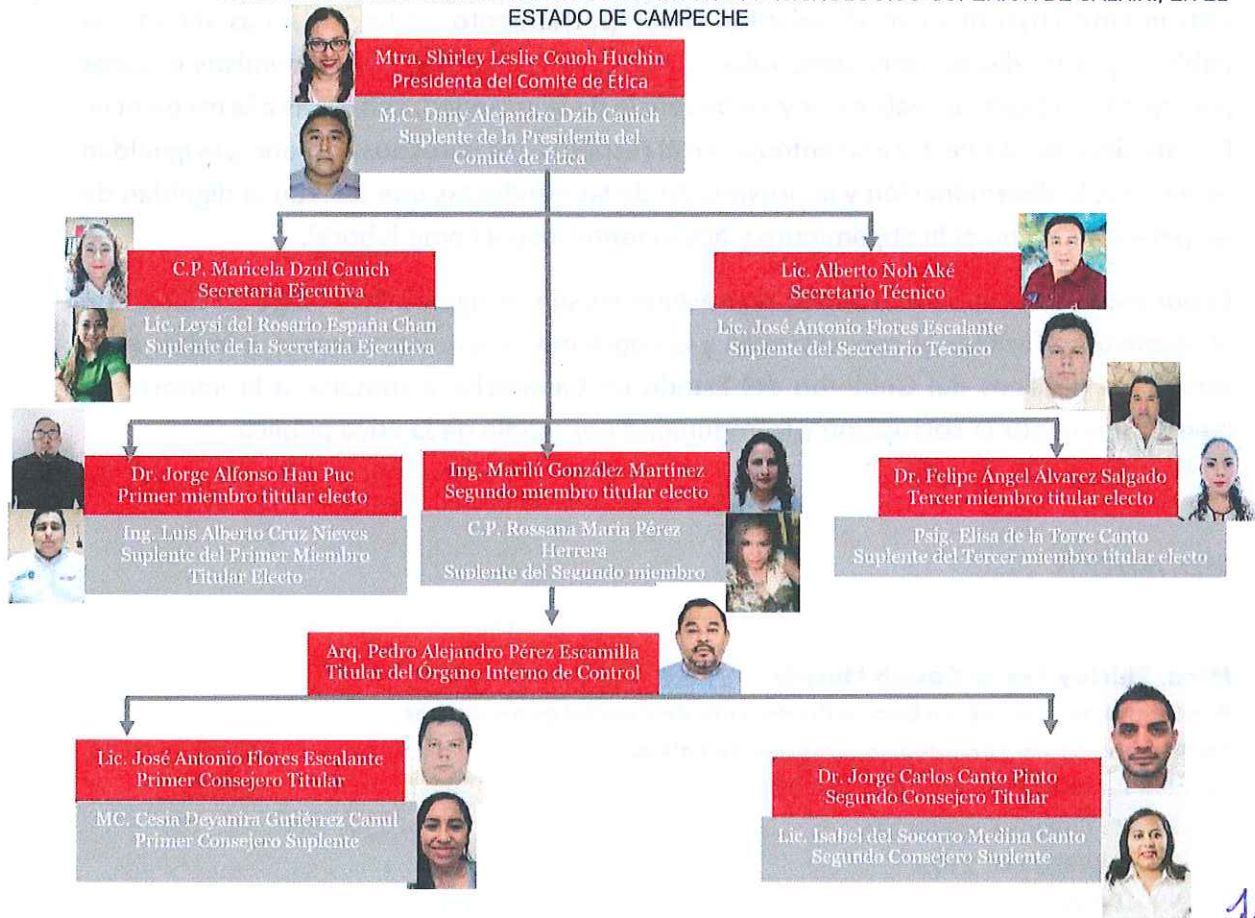 ESTADO DE CAMPECHE
Mtra. Shirley Leslie Couoh Huchin
Presidenta del Comité de Ética
M.C. Dany Alejandro Dzib Cauich
Suplente de la Presidenta del
Comité de Ética
C.P. Maricela Dzul Cauich
Secretaria Ejecutiva
Lic. Leysi del Rosario España Chan
Suplente de la Secretaria Ejecutiva
Lic. Alberto Ñoh Aké
Secretario Técnico
Lic. José Antonio Flores Escalante
Suplente del Secretario Técnico
Dr. Jorge Alfonso Hau Puc
Primer miembro titular electo
Ing. Luis Alberto Cruz Nieves
Suplente del Primer Miembro
Titular Electo
Ing. Marilú González Martínez
Segundo miembro titular electo
C.P. Rossana Maria Pérez
Herrera
Suplente del Segundo miembro
Dr. Felipe Ángel Álvarez Salgado
Tercer miembro titular electo
Psig. Elisa de la Torre Canto
Suplente del Tercer miembro titular electo
Arq. Pedro Alejandro Pérez Escamilla
Titular del Órgano Interno de Control
Lic. José Antonio Flores Escalante
Primer Consejero Titular
MC. Cesia Deyanira Gutiérrez Canul
Primer Consejero Suplente
Dr. Jorge Carlos Canto Pinto
Segundo Consejero Titular
Lic. Isabel del Socorro Medina Canto
Segundo Consejero Suplente